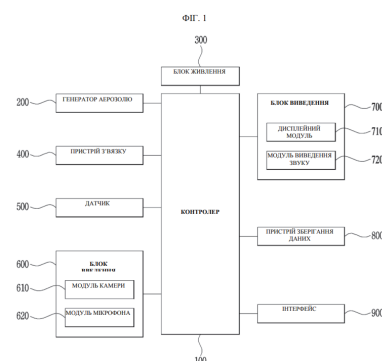 ФІГ. 1
300
БЛОК ЖИВЛЕННЯ
200
ГЕНЕРАТОР АЕРОЗОЛЮ
БЛОК ВИВЕДЕННЯ
700
ДИСПЛЕЙНИЙ
МОДУЛЬ
710
МОДУЛЬ ВИВЕДЕННЯ
ЗВУКУ
720
400
ПРИСТРІЙ ЗВ'ЯЗКУ
500
ДАТЧИК
КОНТРОЛЕР
600
БЛОК
ВВЕДЕННЯ
610
МОДУЛЬ КАМЕРИ
620
МОДУЛЬ МІКРОФОНА
ПРИСТРІЙ ЗБЕРІГАННЯ
ДАНИХ
800
ІНТЕРФЕЙС
900
100